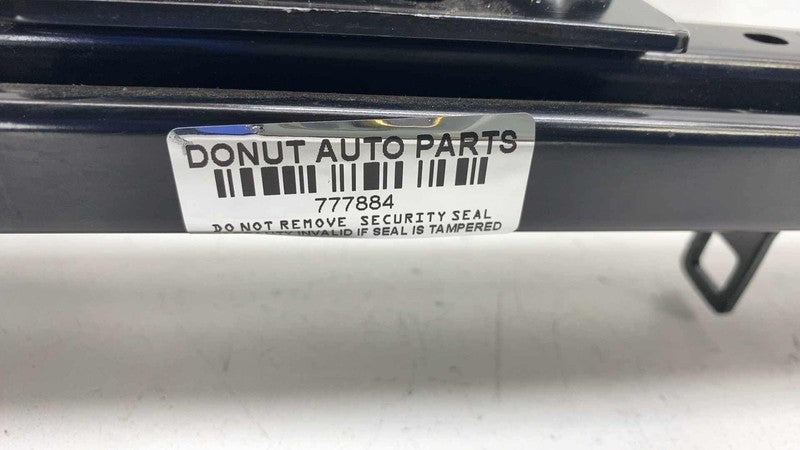 DONUT AUTO PARTS
777884
DO NOT REMOVE SECURITY SEAL
INVALID IF SEAL IS TAMPERED